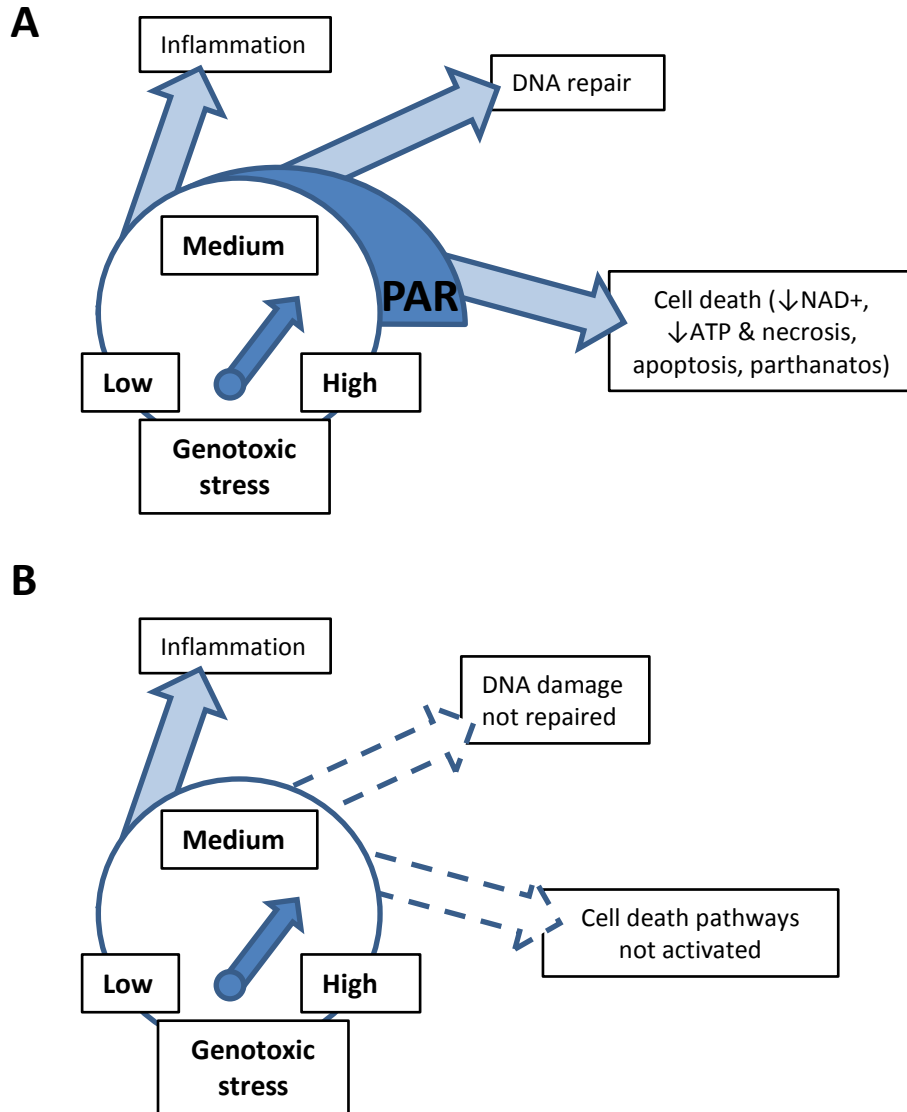 A
Inflammation
DNA repair
Medium
PAR
Cell death (↓NAD+,
↓ATP & necrosis,
apoptosis, parthanatos)
Low
High
Genotoxic
stress
B
Inflammation
DNA damage
not repaired
Medium
Cell death pathways
not activated
Low
High
Genotoxic
stress